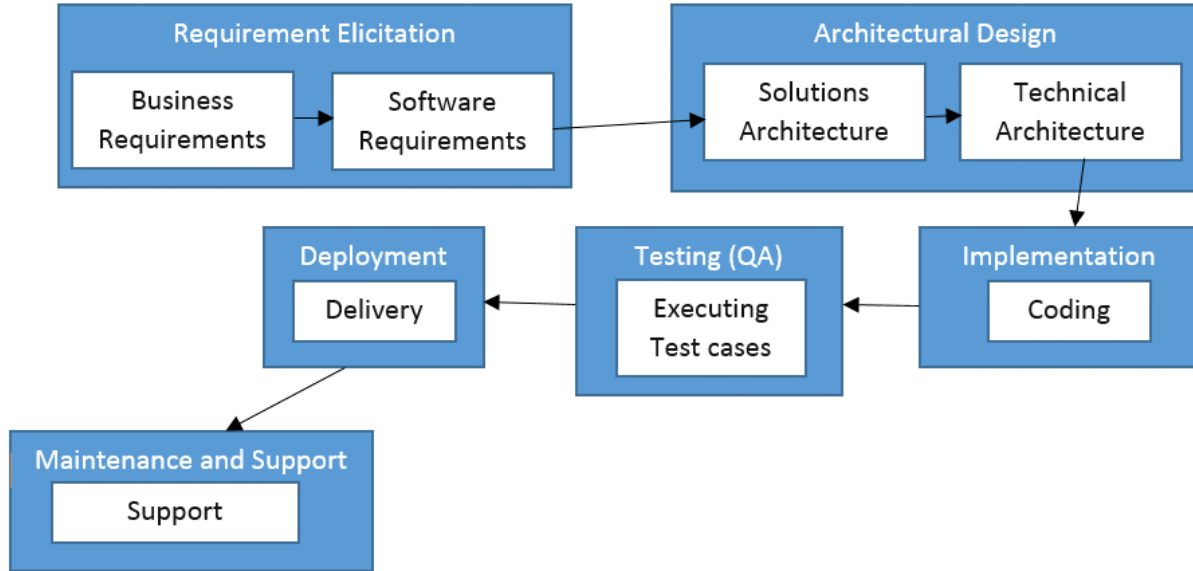 Requirement Elicitation
Business
Requirements
Software
Requirements
Architectural Design
Solutions
Architecture
Technical
Architecture
Implementation
Coding
Testing (QA)
Executing
Test cases
Deployment
Delivery
Maintenance and Support
Support